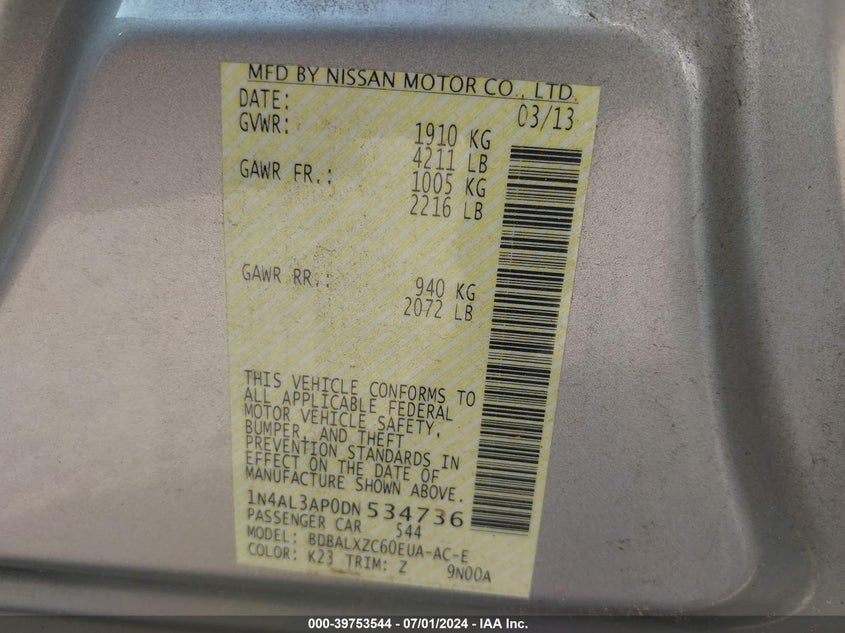 MFD BY NISSAN MOTOR CO., LTD.
DATE: 03/13
GVWR: 1910 KG
4211 LB
GAWR FR.: 1005 KG
2216 LB
GAWR RR.: 940 KG
2072 LB
THIS VEHICLE CONFORMS TO
ALL APPLICABLE FEDERAL
MOTOR VEHICLE SAFETY,
BUMPER, AND THEFT
PREVENTION STANDARDS IN
EFFECT ON THE DATE OF
MANUFACTURE SHOWN ABOVE.
1N4AL3AP0DN 534736
PASSENGER CAR 544
MODEL: BDBALXZC60EUA-AC-E
COLOR: K23 TRIM: Z 9N00A
000-39753544 - 07/01/2024 - IAA Inc.